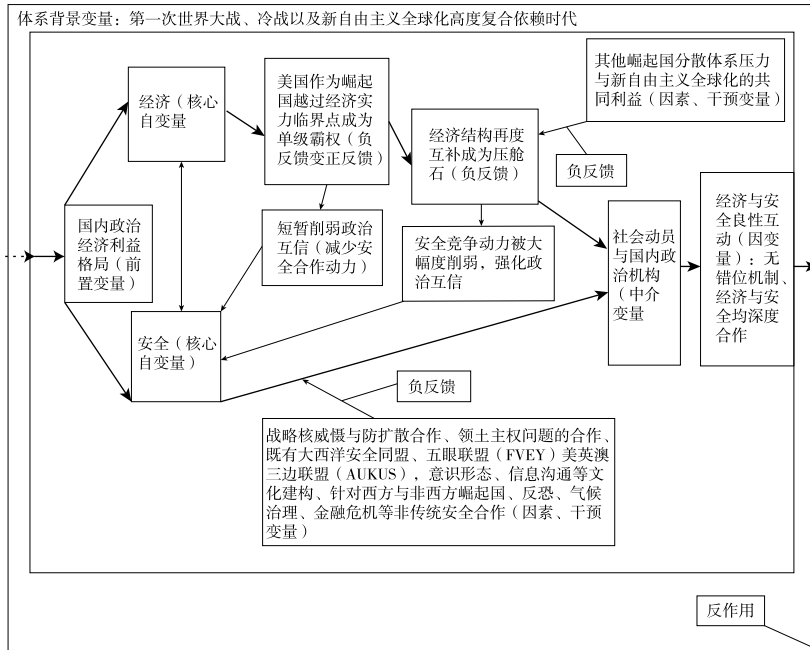 体系背景变量：第一次世界大战、冷战以及新自由主义全球化高度复合依赖时代
经济（核心
自变量
美国作为崛起
国越过经济实
力临界点成为
单级霸权（负
反馈变正反馈）
经济结构再度
互补成为压舱
石（负反馈）
其他崛起国分散体系压力
与新自由主义全球化的共
同利益（因素、干预变量）
负反馈
国内政治
经济利益
格局（前
置变量）
短暂削弱政治
互信（减少安
全合作动力）
安全竞争动力被大
幅度削弱，强化政
治互信
社会动员
与国内政
治机构
（中介
变量
经济与安
全良性互
动（因变
量）：无
错位机制、
经济与安
全均深度
合作
安全（核心
自变量）
负反馈
战略核威慑与防扩散合作、领土主权问题的合作、
既有大西洋安全同盟、五眼联盟（FVEY）美英澳
三边联盟（AUKUS），意识形态、信息沟通等文
化建构、针对西方与非西方崛起国、反恐、气候
治理、金融危机等非传统安全合作（因素、干预
变量）
反作用